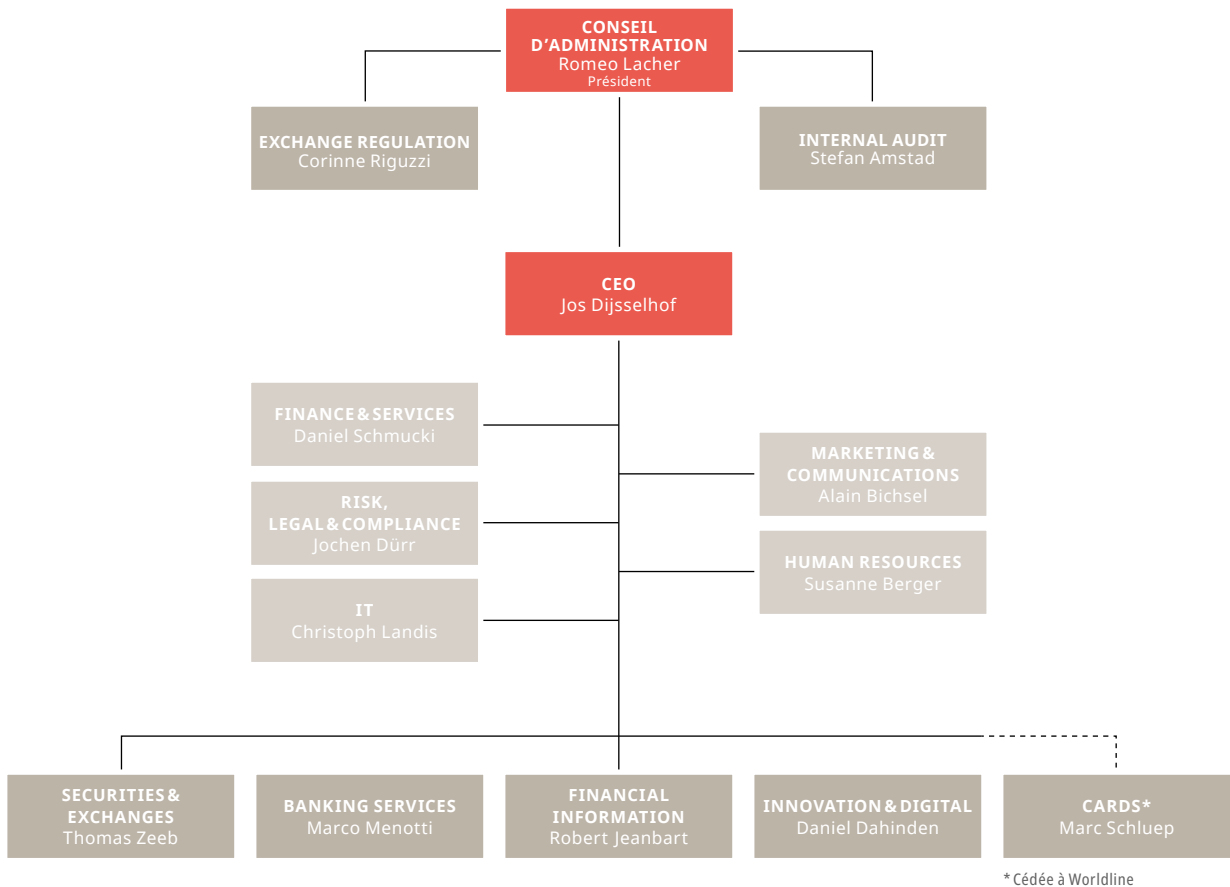 CONSEIL
D’ADMINISTRATION
Romeo Lacher
Président
EXCHANGE REGULATION
Corinne Riguzzi
INTERNAL AUDIT
Stefan Amstad
CEO
Jos Dijsselhof
FINANCE & SERVICES
Daniel Schmucki
MARKETING &
COMMUNICATIONS
Alain Bichsel
RISK,
LEGAL & COMPLIANCE
Jochen Dürr
HUMAN RESOURCES
Susanne Berger
IT
Christoph Landis
SECURITIES &
EXCHANGES
Thomas Zeeb
BANKING SERVICES
Marco Menotti
FINANCIAL
INFORMATION
Robert Jeanbart
INNOVATION & DIGITAL
Daniel Dahinden
CARDS*
Marc Schluep
* Cédée à Worldline